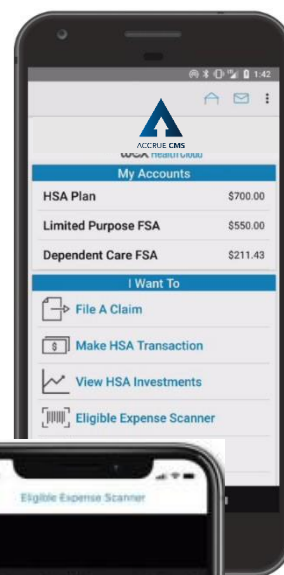 1:42
ACCRUE CMS
wex Health Cloud
My Accounts
HSA Plan $700.00
Limited Purpose FSA $550.00
Dependent Care FSA $211.43
I Want To
File A Claim
Make HSA Transaction
View HSA Investments
Eligible Expense Scanner
Eligible Expense Scanner